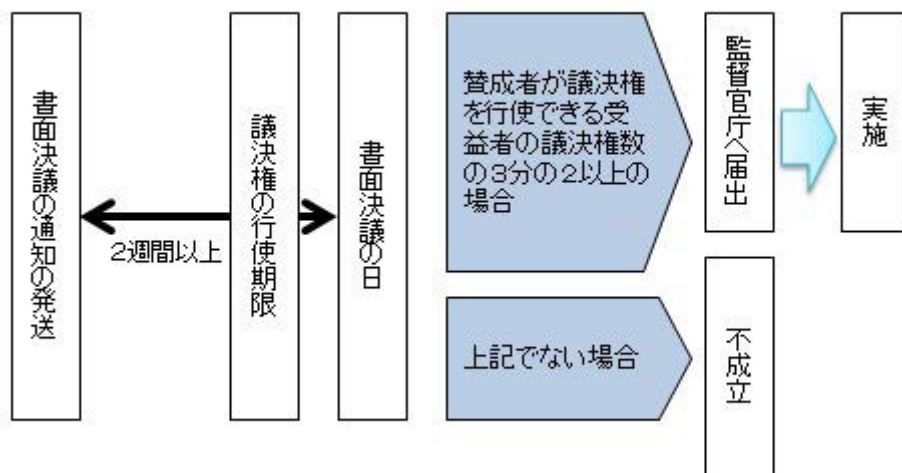 書面決議の通知の発送
2週間以上
議決権の行使期限
書面決議の日
賛成者が議決権
を行使できる受
益者の議決権数
の3分の2以上の
場合
監督官庁へ届出
実施
上記でない場合
不成立